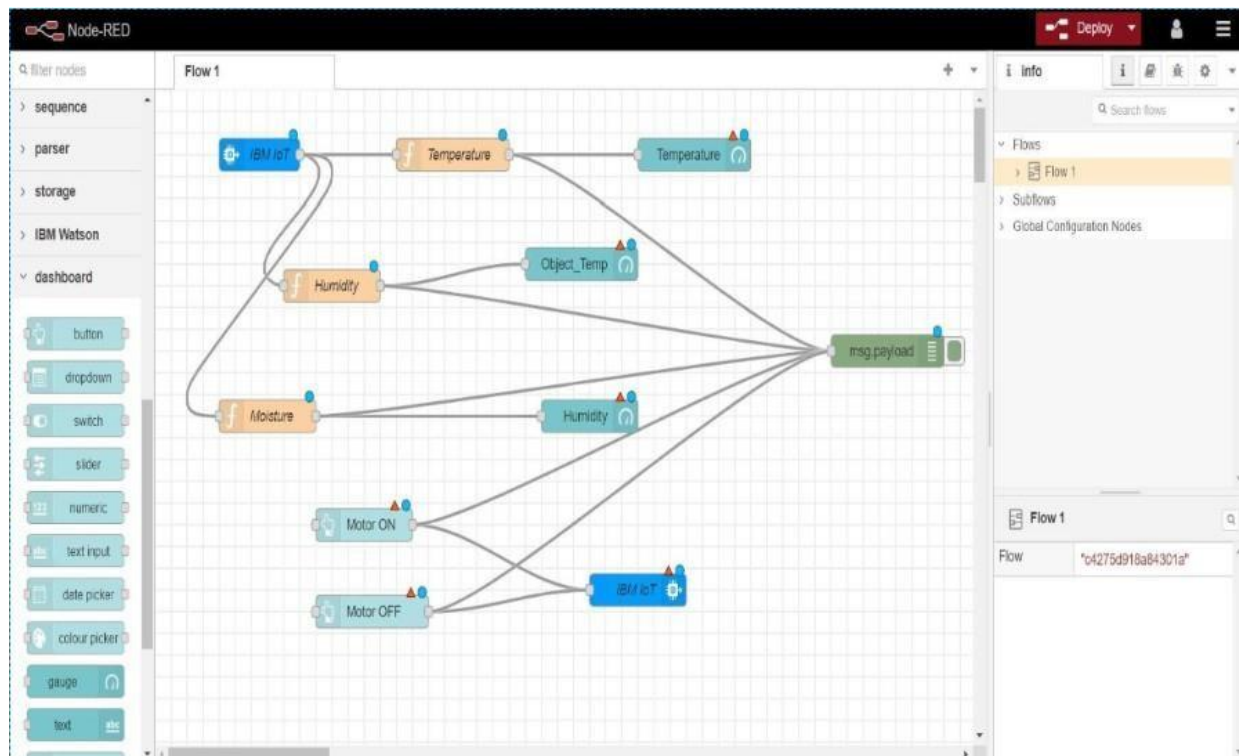 Node-RED
Deploy
filter nodes
Flow 1
info
i
Search flows
sequence
parser
storage
IBM Watson
dashboard
button
dropdown
switch
slider
numeric
text input
date picker
colour picker
gauge
text
abc
IBM IoT
Temperature
Temperature
Object_Temp
Humidity
msg.payload
Moisture
Humidity
Motor ON
IBM IoT
Motor OFF
Flows
Flow 1
Subflows
Global Configuration Nodes
Flow 1
Flow
"c4275d918a84301a"